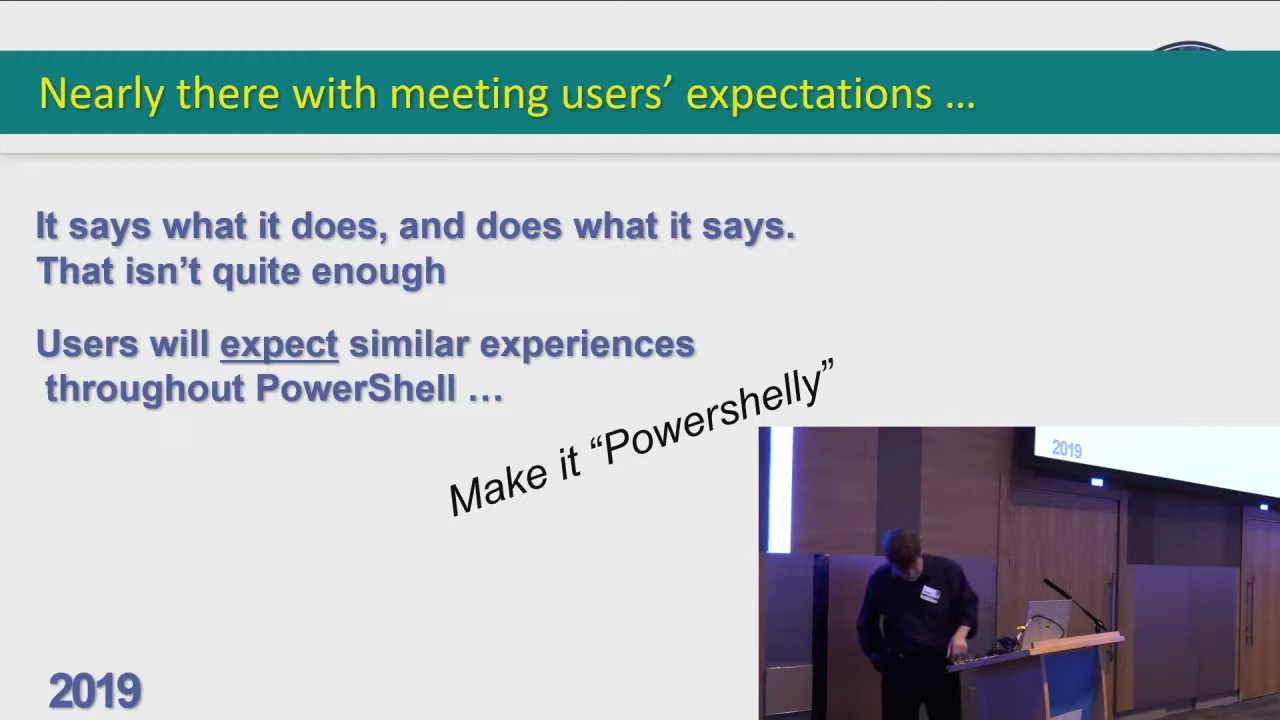 Nearly there with meeting users’ expectations …
It says what it does, and does what it says.
That isn’t quite enough
Users will expect similar experiences
throughout PowerShell …
Make it “Powershelly”
2019
2019